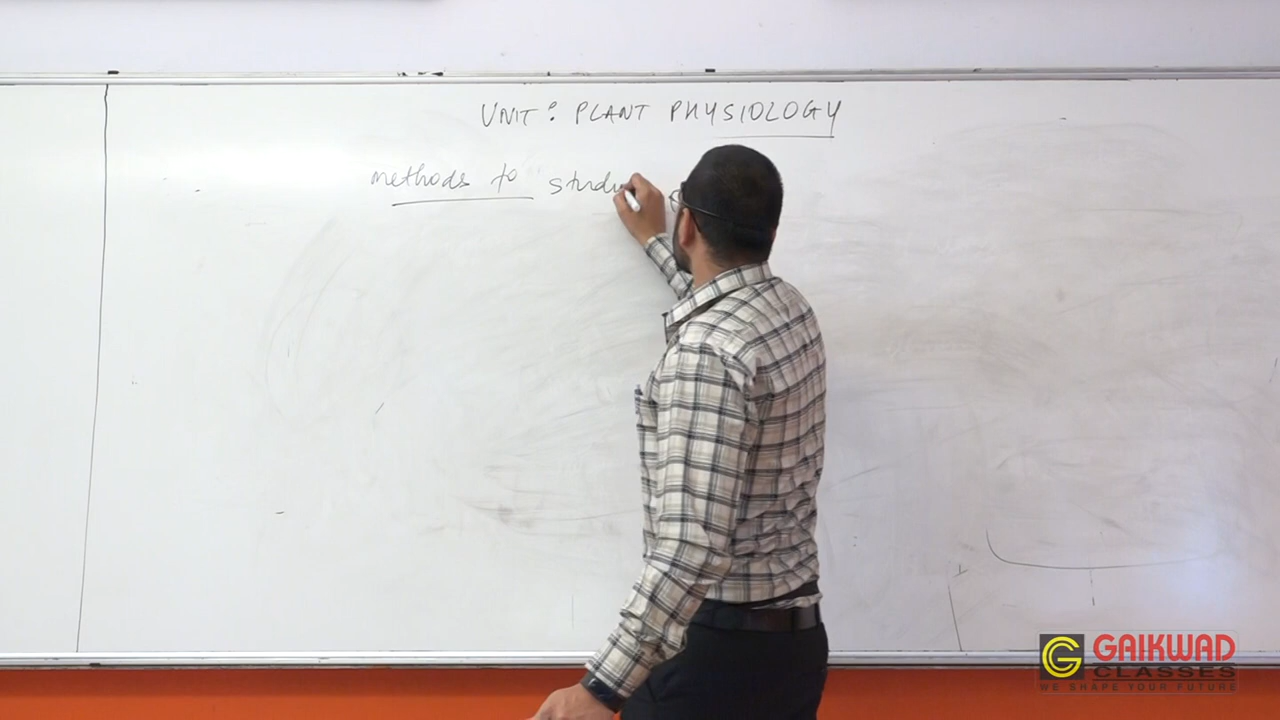 UNIT : PLANT PHYSIOLOGY
methods to study
GAIKWAD
CLASSES
WE SHAPE YOUR FUTURE